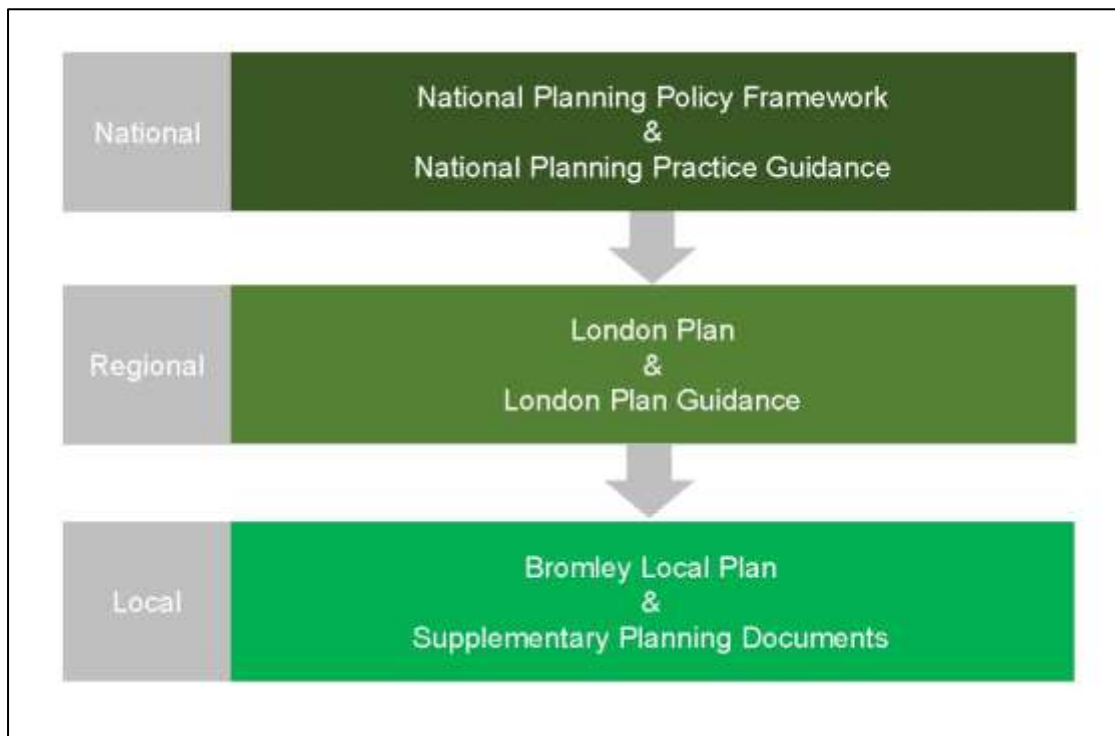 National
National Planning Policy Framework
&
National Planning Practice Guidance
Regional
London Plan
&
London Plan Guidance
Local
Bromley Local Plan
&
Supplementary Planning Documents